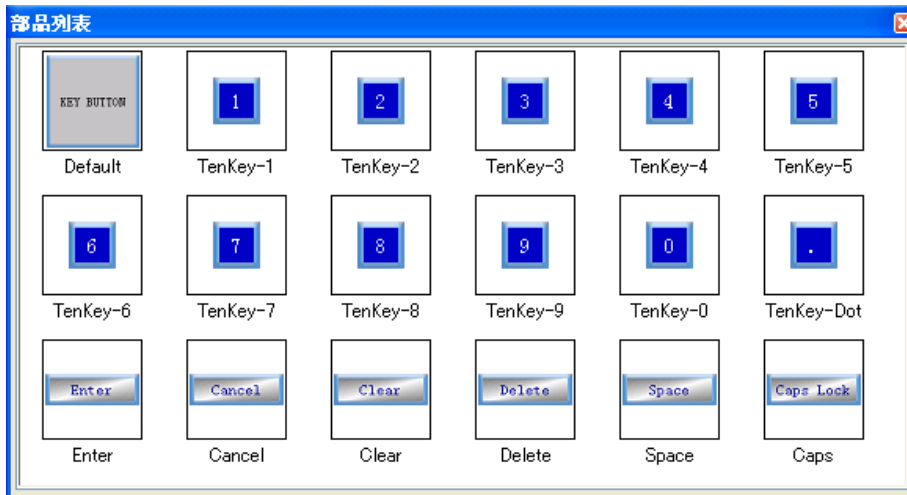 部品列表
KEY BUTTON 1 2 3 4 5
Default TenKey-1 TenKey-2 TenKey-3 TenKey-4 TenKey-5
6 7 8 9 0 .
TenKey-6 TenKey-7 TenKey-8 TenKey-9 TenKey-0 TenKey-Dot
Enter Cancel Clear Delete Space Caps Lock
Enter Cancel Clear Delete Space Caps